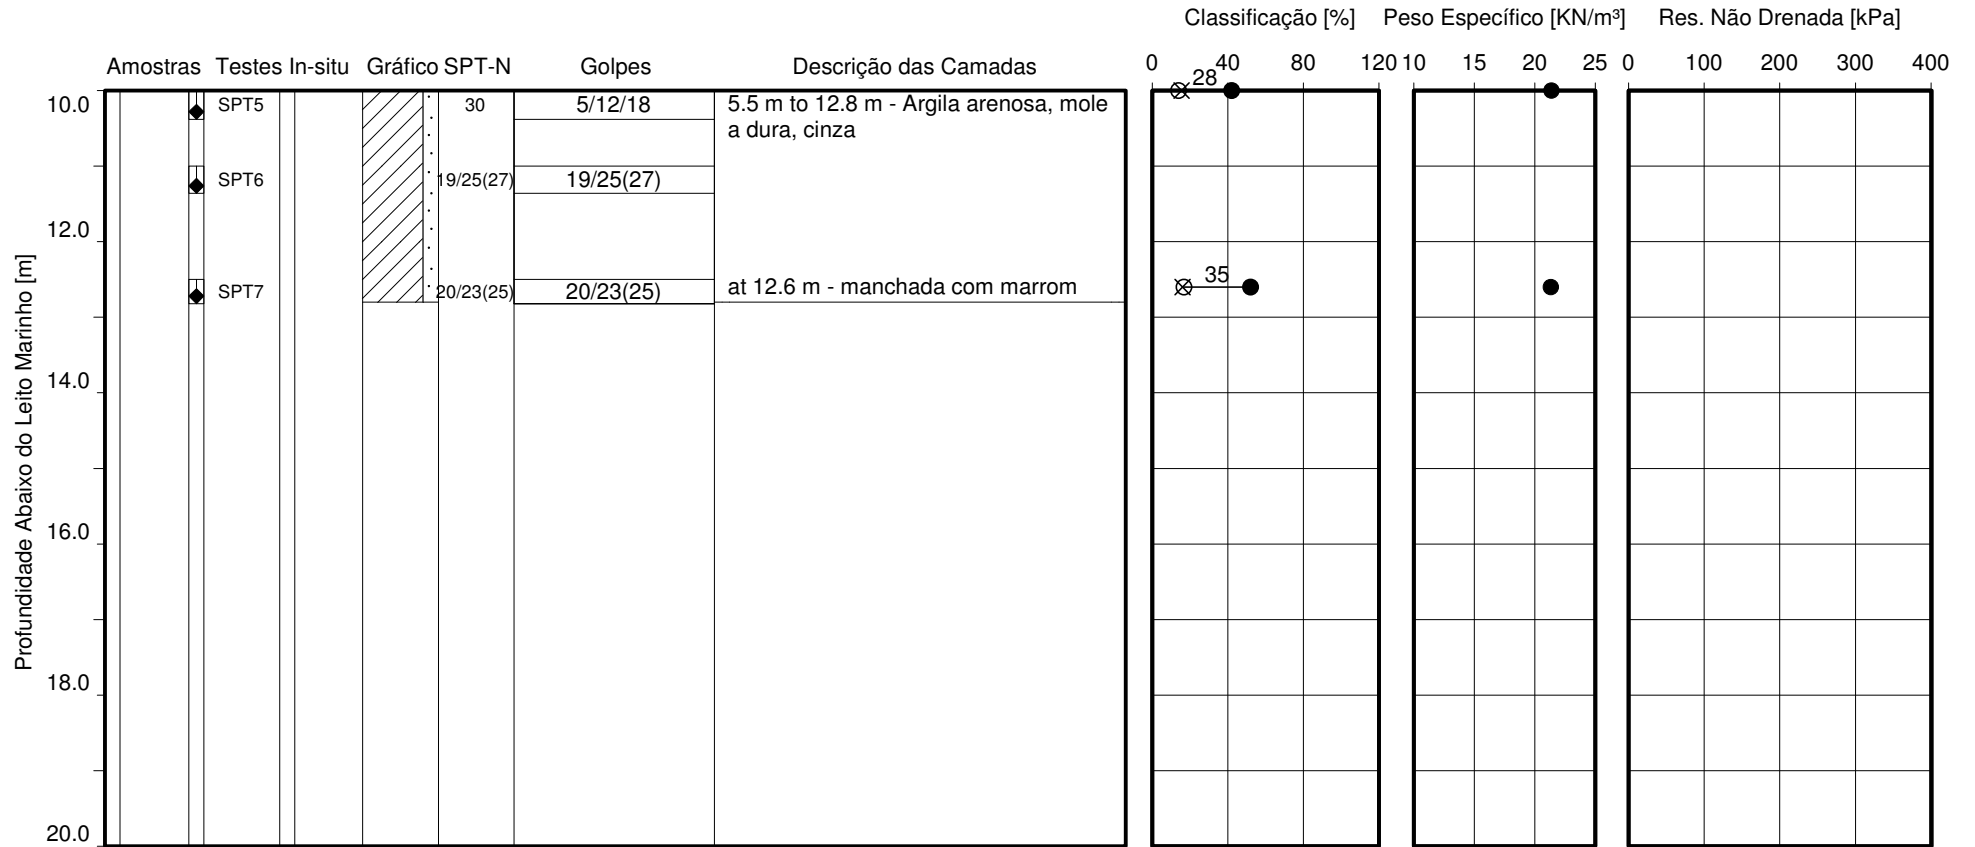 Classificação [%] Peso Específico [KN/m³] Res. Não Drenada [kPa]
Amostras Testes In-situ Gráfico SPT-N Golpes Descrição das Camadas
0 40 80 120 10 15 20 25 0 100 200 300 400
10.0 SPT5 30 5/12/18 5.5 m to 12.8 m - Argila arenosa, mole 28
a dura, cinza
SPT6 19/25(27) 19/25(27)
12.0
SPT7 20/23(25) 20/23(25) at 12.6 m - manchada com marrom 35
14.0
16.0
18.0
20.0
Profundidade Abaixo do Leito Marinho [m]